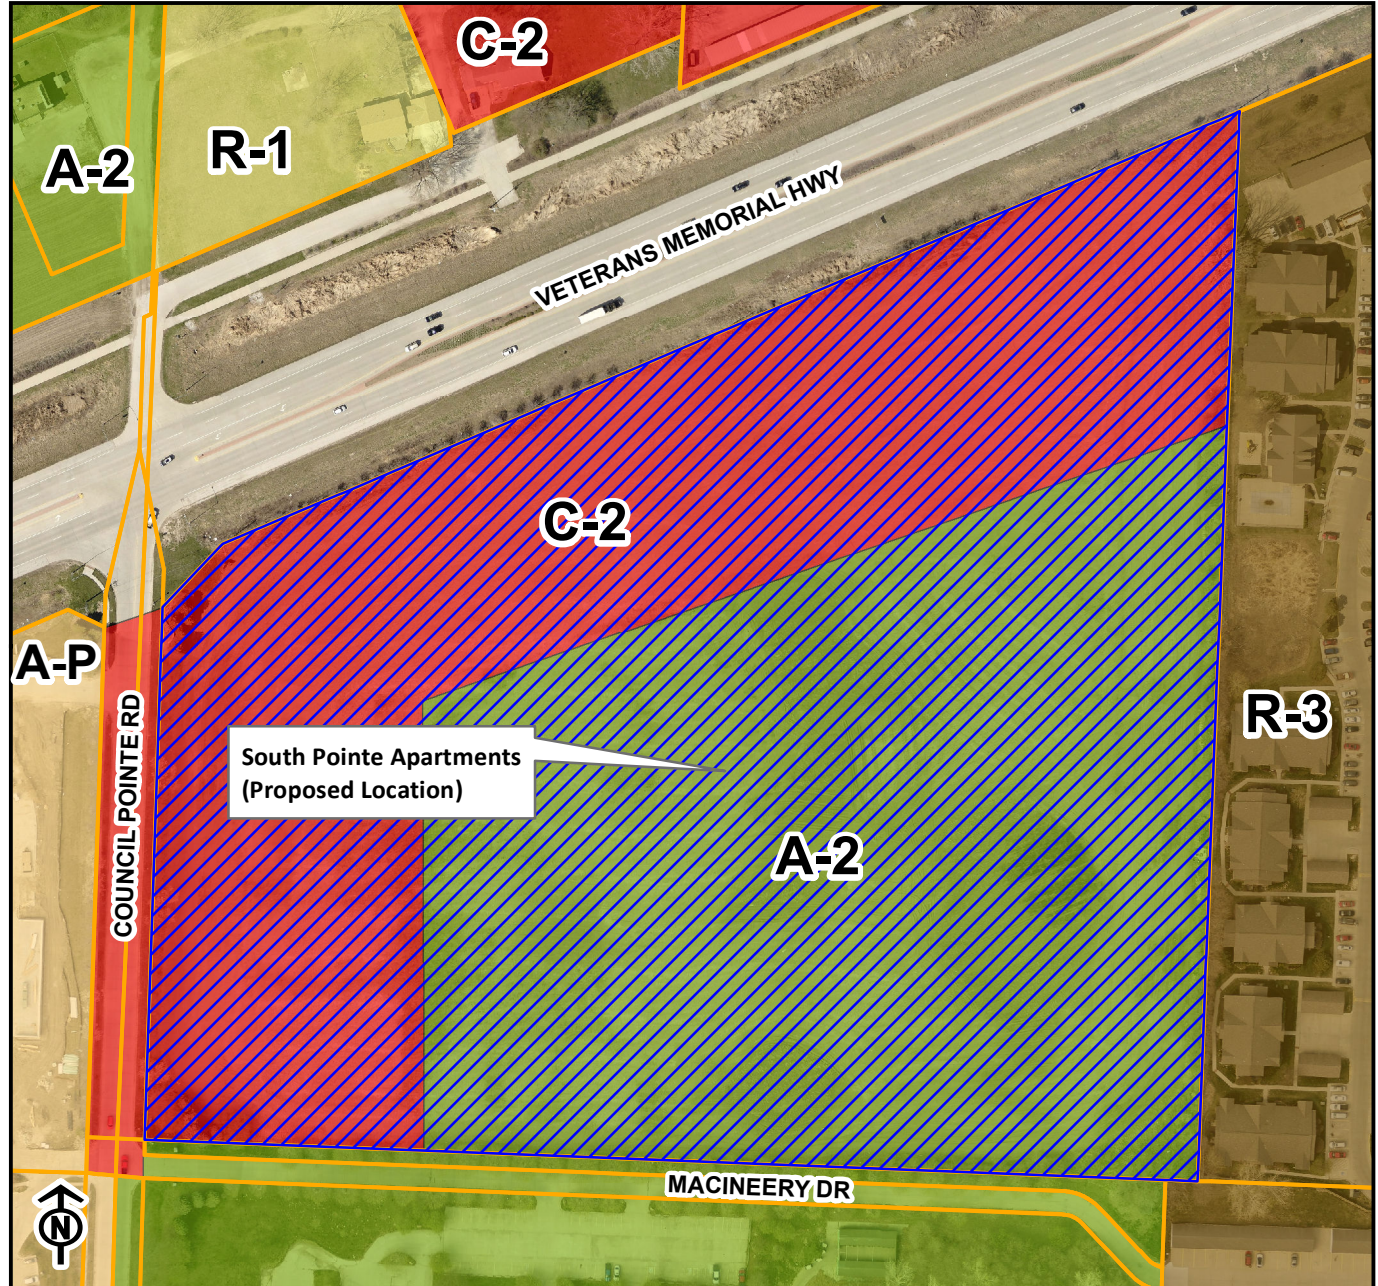 C-2
R-1
A-2
VETERANS MEMORIAL HWY
C-2
A-P
COUNCIL POINTE RD
R-3
South Pointe Apartments
(Proposed Location)
A-2
MACINEERY DR
N